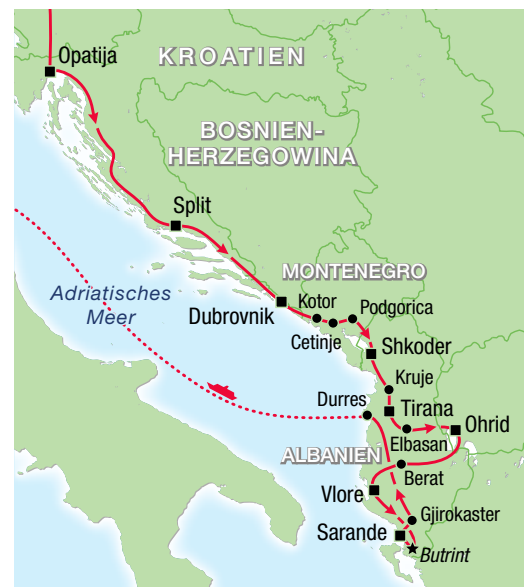 Opatija
KROATIEN
BOSNIEN-
HERZEGOWINA
Split
MONTENEGRO
Adriatisches
Meer
Kotor
Podgorica
Dubrovnik
Cetinje
Shkoder
Kruje
Durres
Tirana
Ohrid
Elbasan
ALBANIEN
Berat
Vlore
Gjirokaster
Sarande
Butrint